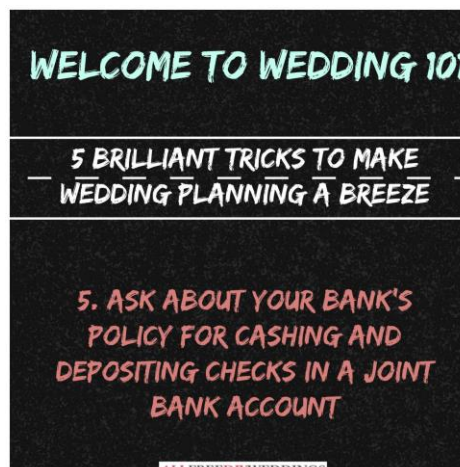 WELCOME TO WEDDING 101
5 BRILLIANT TRICKS TO MAKE
WEDDING PLANNING A BREEZE
5. ASK ABOUT YOUR BANK'S
POLICY FOR CASHING AND
DEPOSITING CHECKS IN A JOINT
BANK ACCOUNT